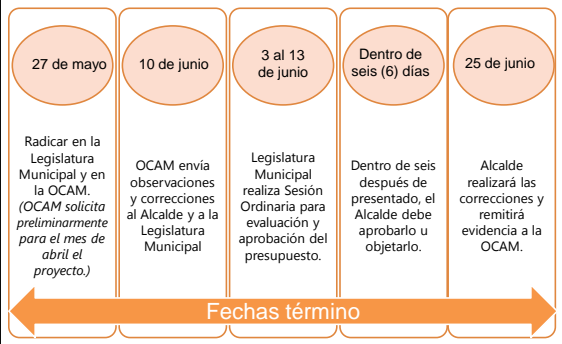 27 de mayo
Radicar en la
Legislatura
Municipal y en
la OCAM.
(OCAM solicita
preliminarmente
para el mes de
abril el
proyecto.)
10 de junio
OCAM envía
observaciones
y correcciones
al Alcalde y a la
Legislatura
Municipal
3 al 13
de junio
Legislatura
Municipal
realiza Sesión
Ordinaria para
evaluación y
aprobación del
presupuesto.
Dentro de
seis (6) días
Dentro de seis
después de
presentado, el
Alcalde debe
aprobarlo u
objetarlo.
25 de junio
Alcalde
realizará las
correcciones y
remitirá
evidencia a la
OCAM.
Fechas término